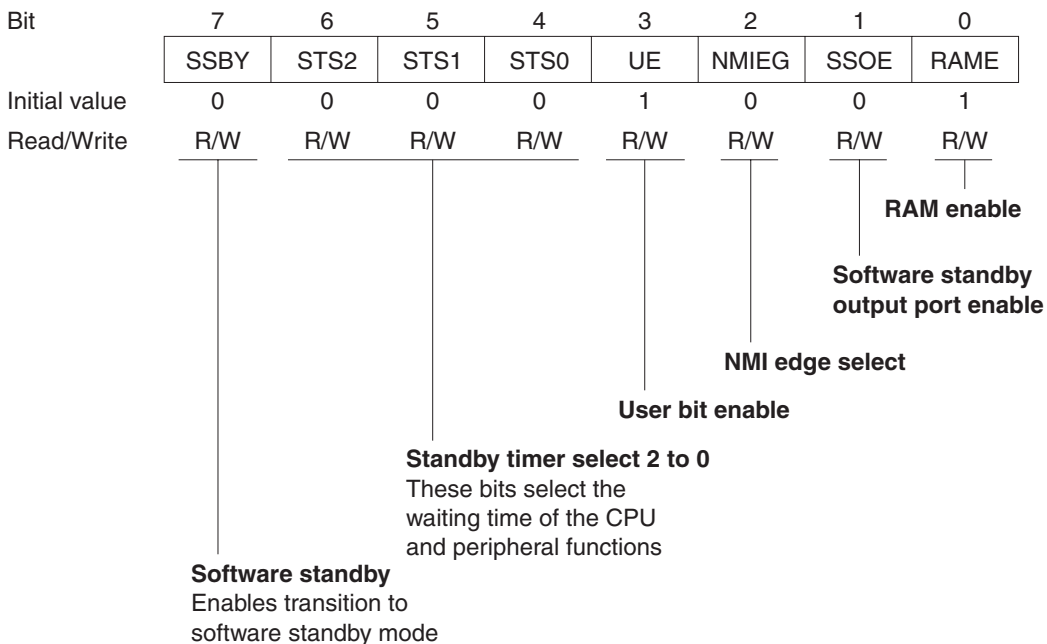 Bit 7 6 5 4 3 2 1 0
SSBY STS2 STS1 STS0 UE NMIEG SSOE RAME
Initial value 0 0 0 0 1 0 0 1
Read/Write R/W R/W R/W R/W R/W R/W R/W R/W
RAM enable
Software standby
output port enable
NMI edge select
User bit enable
Standby timer select 2 to 0
These bits select the
waiting time of the CPU
and peripheral functions
Software standby
Enables transition to
software standby mode